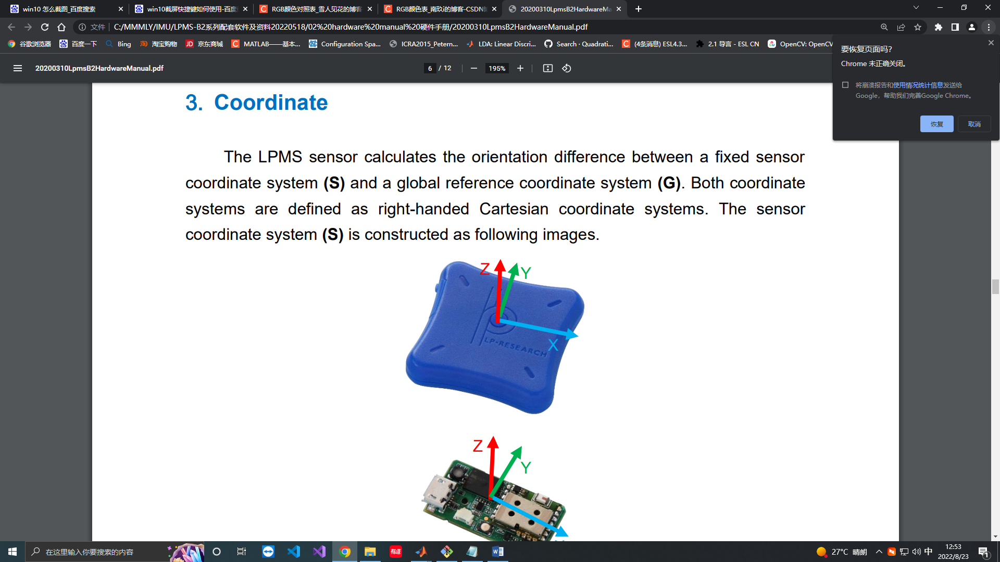 win10 怎么截图_百度搜索
win10截屏快捷键如何使用-百度
RGB颜色对照表_雪人见花的博客
RGB颜色表_南玖i的博客-CSDN
20200310LpmsB2HardwareMa
文件
C:/MMMLY/IMU/LPMS-B2系列配套软件及资料20220518/02%20hardware%20manual%20硬件手册/20200310LpmsB2HardwareManual.pdf
谷歌浏览器
百度一下
Bing
淘
淘宝购物
JD
京东商城
C
MATLAB——基本...
Configuration Spa...
ICRA2015_Petern...
LDA: Linear Discri...
Search · Quadrati...
C
(4条消息) ESL4.3...
2.1 导言 - ESL CN
OpenCV: OpenCV
要恢复页面吗?
Chrome 未正确关闭。
将崩溃报告和使用情况统计信息发送给
Google，帮助我们完善Google Chrome。
恢复
取消
20200310LpmsB2HardwareManual.pdf
6 / 12
195%
3. Coordinate
The LPMS sensor calculates the orientation difference between a fixed sensor
coordinate system (S) and a global reference coordinate system (G). Both coordinate
systems are defined as right-handed Cartesian coordinate systems. The sensor
coordinate system (S) is constructed as following images.
Z
Y
X
LP-RESEARCH
Z
Y
在这里输入你要搜索的内容
有道
27°C 晴朗
中
12:53
2022/8/23
1